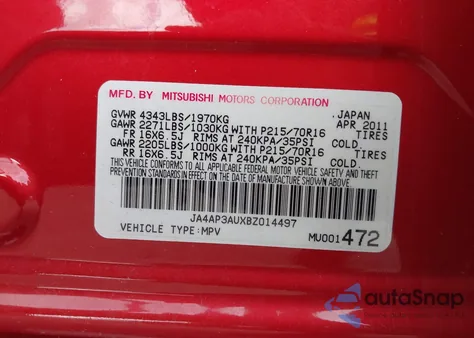 MFD. BY MITSUBISHI MOTORS CORPORATION
GVWR 4343LBS/1970KG JAPAN
GAWR 2271LBS/1030KG WITH P215/70R16 APR 2011
FR 16X6.5J RIMS AT 240KPA/35PSI COLD. TIRES
GAWR 2205LBS/1000KG WITH P215/70R16 TIRES
RR 16X6.5J RIMS AT 240KPA/35PSI COLD.
THIS VEHICLE CONFORMS TO ALL APPLICABLE FEDERAL MOTOR VEHICLE SAFETY AND THEFT
PREVENTION STANDARDS IN EFFECT ON THE DATE OF MANUFACTURE SHOWN ABOVE.
JA4AP3AUXBZ014497
VEHICLE TYPE:MPV MU001472
autoSnap